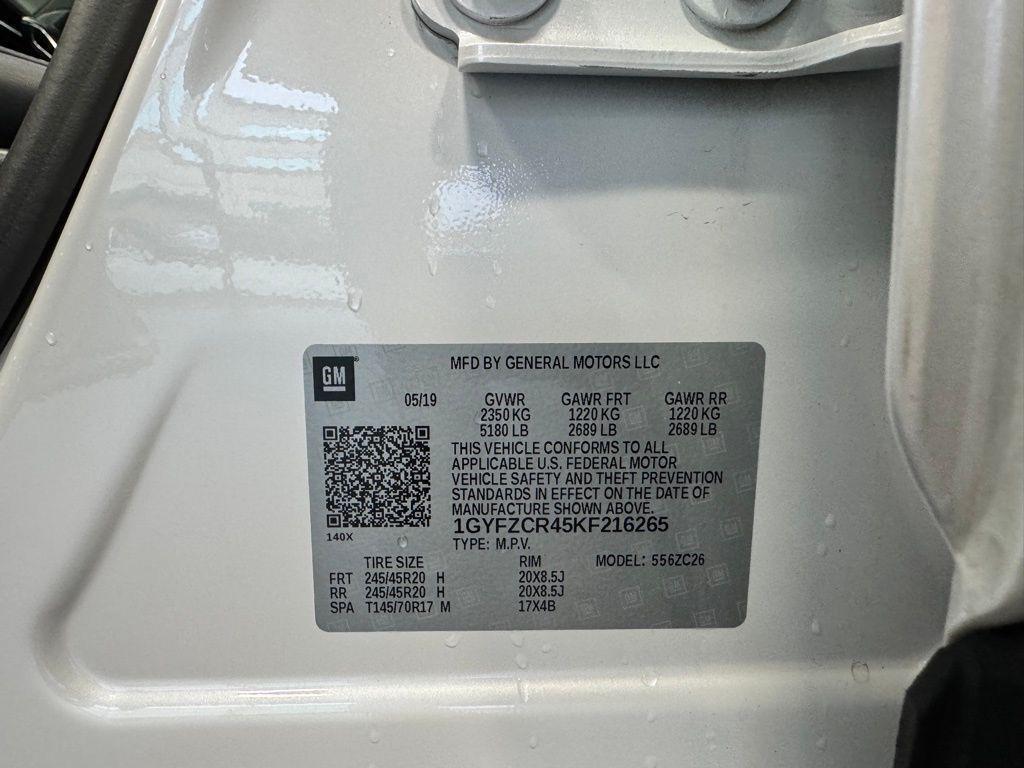 GM
MFD BY GENERAL MOTORS LLC
05/19 GVWR GAWR FRT GAWR RR
2350 KG 1220 KG 1220 KG
5180 LB 2689 LB 2689 LB
THIS VEHICLE CONFORMS TO ALL
APPLICABLE U.S. FEDERAL MOTOR
VEHICLE SAFETY AND THEFT PREVENTION
STANDARDS IN EFFECT ON THE DATE OF
MANUFACTURE SHOWN ABOVE.
1GYFZCR45KF216265
140X
TYPE: M.P.V.
TIRE SIZE RIM MODEL: 556ZC26
FRT 245/45R20 H 20X8.5J
RR 245/45R20 H 20X8.5J
SPA T145/70R17 M 17X4B